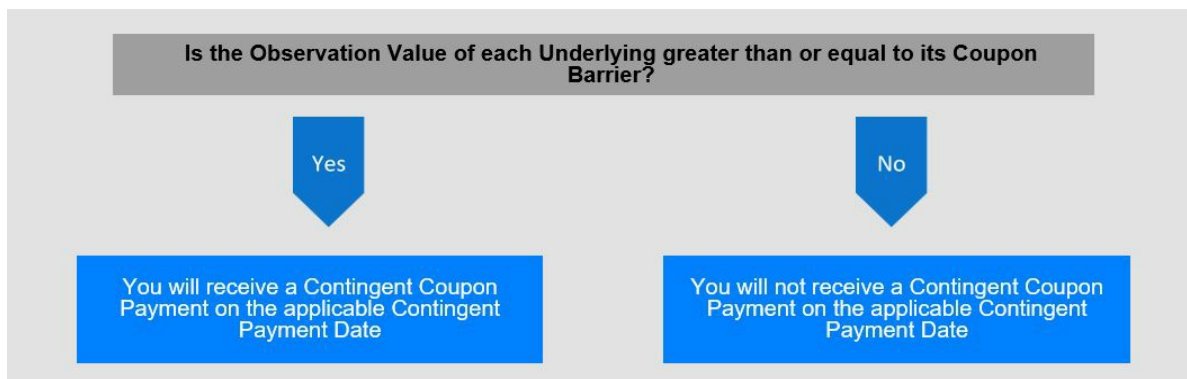 Is the Observation Value of each Underlying greater than or equal to its Coupon
Barrier?
Yes
No
You will receive a Contingent Coupon
Payment on the applicable Contingent
Payment Date
You will not receive a Contingent Coupon
Payment on the applicable Contingent
Payment Date